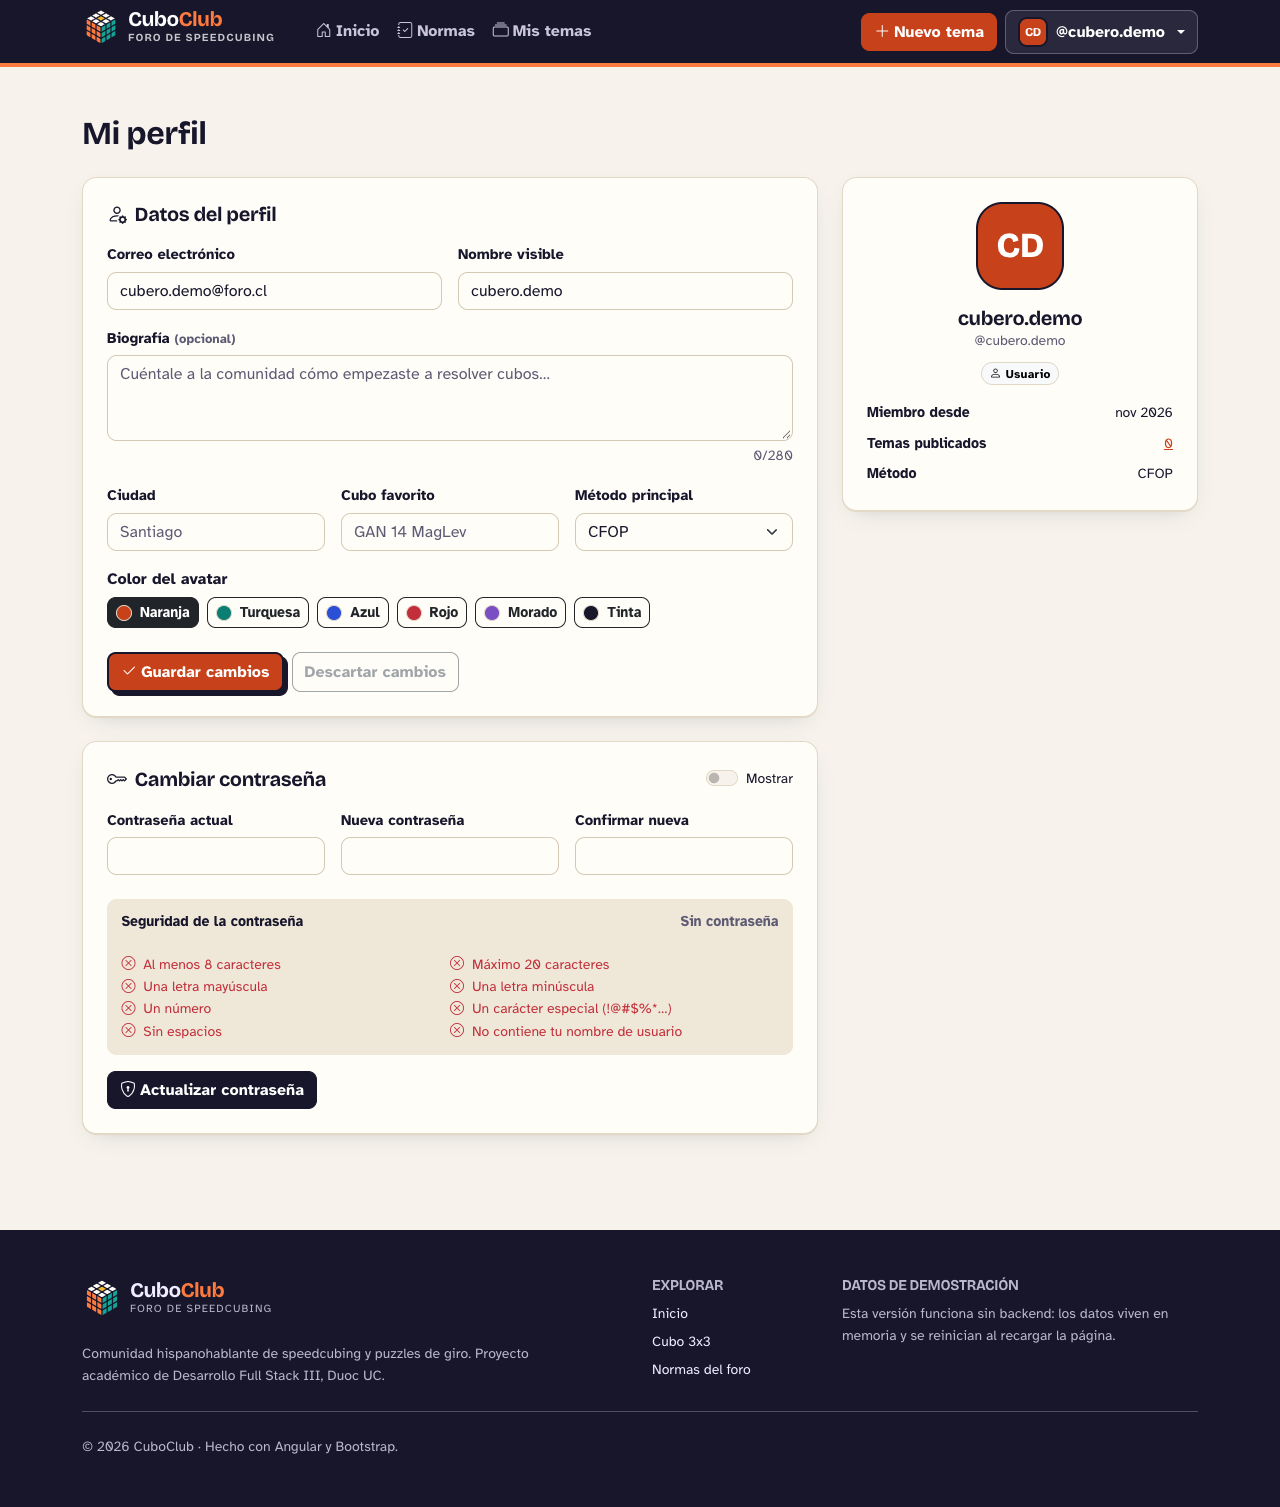 CuboClub
FORO DE SPEEDCUBING
Inicio
Normas
Mis temas
Nuevo tema
CD
@cubero.demo
Mi perfil
Datos del perfil
Correo electrónico
cubero.demo@foro.cl
Nombre visible
cubero.demo
Biografía (opcional)
Cuéntale a la comunidad cómo empezaste a resolver cubos...
0/280
Ciudad
Santiago
Cubo favorito
GAN 14 MagLev
Método principal
CFOP
Color del avatar
Naranja
Turquesa
Azul
Rojo
Morado
Tinta
Guardar cambios
Descartar cambios
CD
cubero.demo
@cubero.demo
Usuario
Miembro desde nov 2026
Temas publicados 0
Método CFOP
Cambiar contraseña
Mostrar
Contraseña actual
Nueva contraseña
Confirmar nueva
Seguridad de la contraseña
Sin contraseña
Al menos 8 caracteres
Máximo 20 caracteres
Una letra mayúscula
Una letra minúscula
Un número
Un carácter especial (!@#$%*...)
Sin espacios
No contiene tu nombre de usuario
Actualizar contraseña
CuboClub
FORO DE SPEEDCUBING
Comunidad hispanohablante de speedcubing y puzzles de giro. Proyecto
académico de Desarrollo Full Stack III, Duoc UC.
EXPLORAR
Inicio
Cubo 3x3
Normas del foro
DATOS DE DEMOSTRACIÓN
Esta versión funciona sin backend: los datos viven en
memoria y se reinician al recargar la página.
© 2026 CuboClub · Hecho con Angular y Bootstrap.